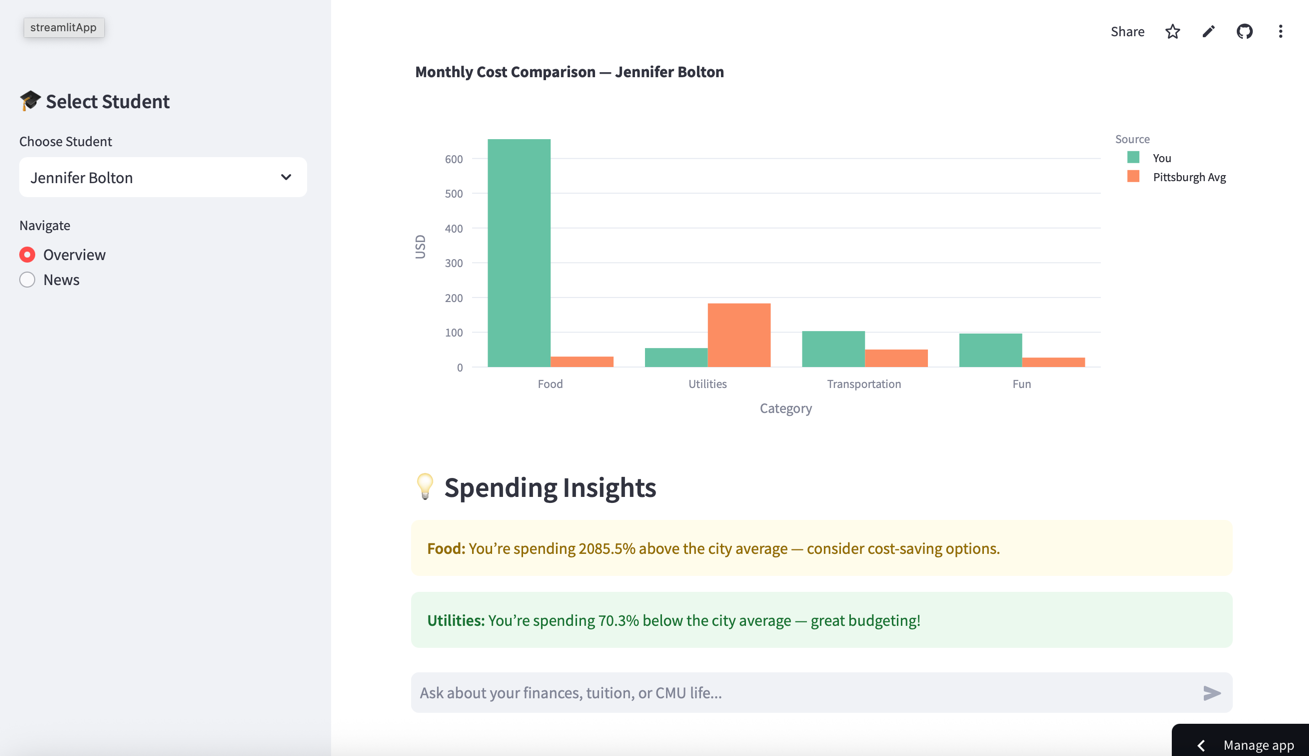 streamlitApp
Share
🎓 Select Student
Choose Student
Jennifer Bolton
Navigate
Overview
News
Monthly Cost Comparison — Jennifer Bolton
Source
You
Pittsburgh Avg
USD
600
500
400
300
200
100
0
Food
Utilities
Transportation
Fun
Category
💡 Spending Insights
Food: You’re spending 2085.5% above the city average — consider cost-saving options.
Utilities: You’re spending 70.3% below the city average — great budgeting!
Ask about your finances, tuition, or CMU life...
Manage app